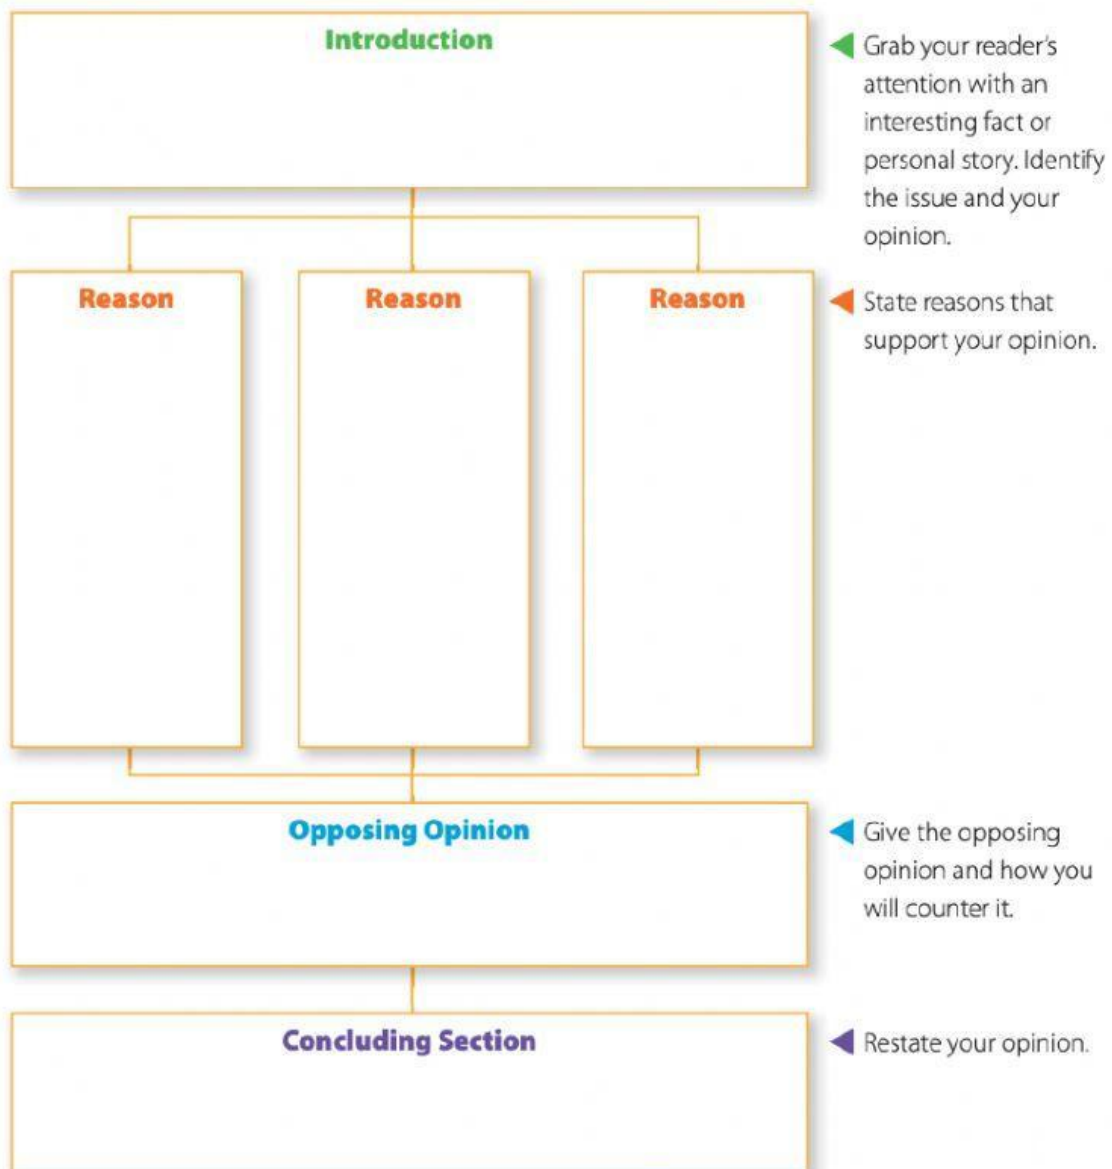 Introduction
Grab your reader's
attention with an
interesting fact or
personal story. Identify
the issue and your
opinion.
Reason
Reason
Reason
State reasons that
support your opinion.
Opposing Opinion
Give the opposing
opinion and how you
will counter it.
Concluding Section
Restate your opinion.